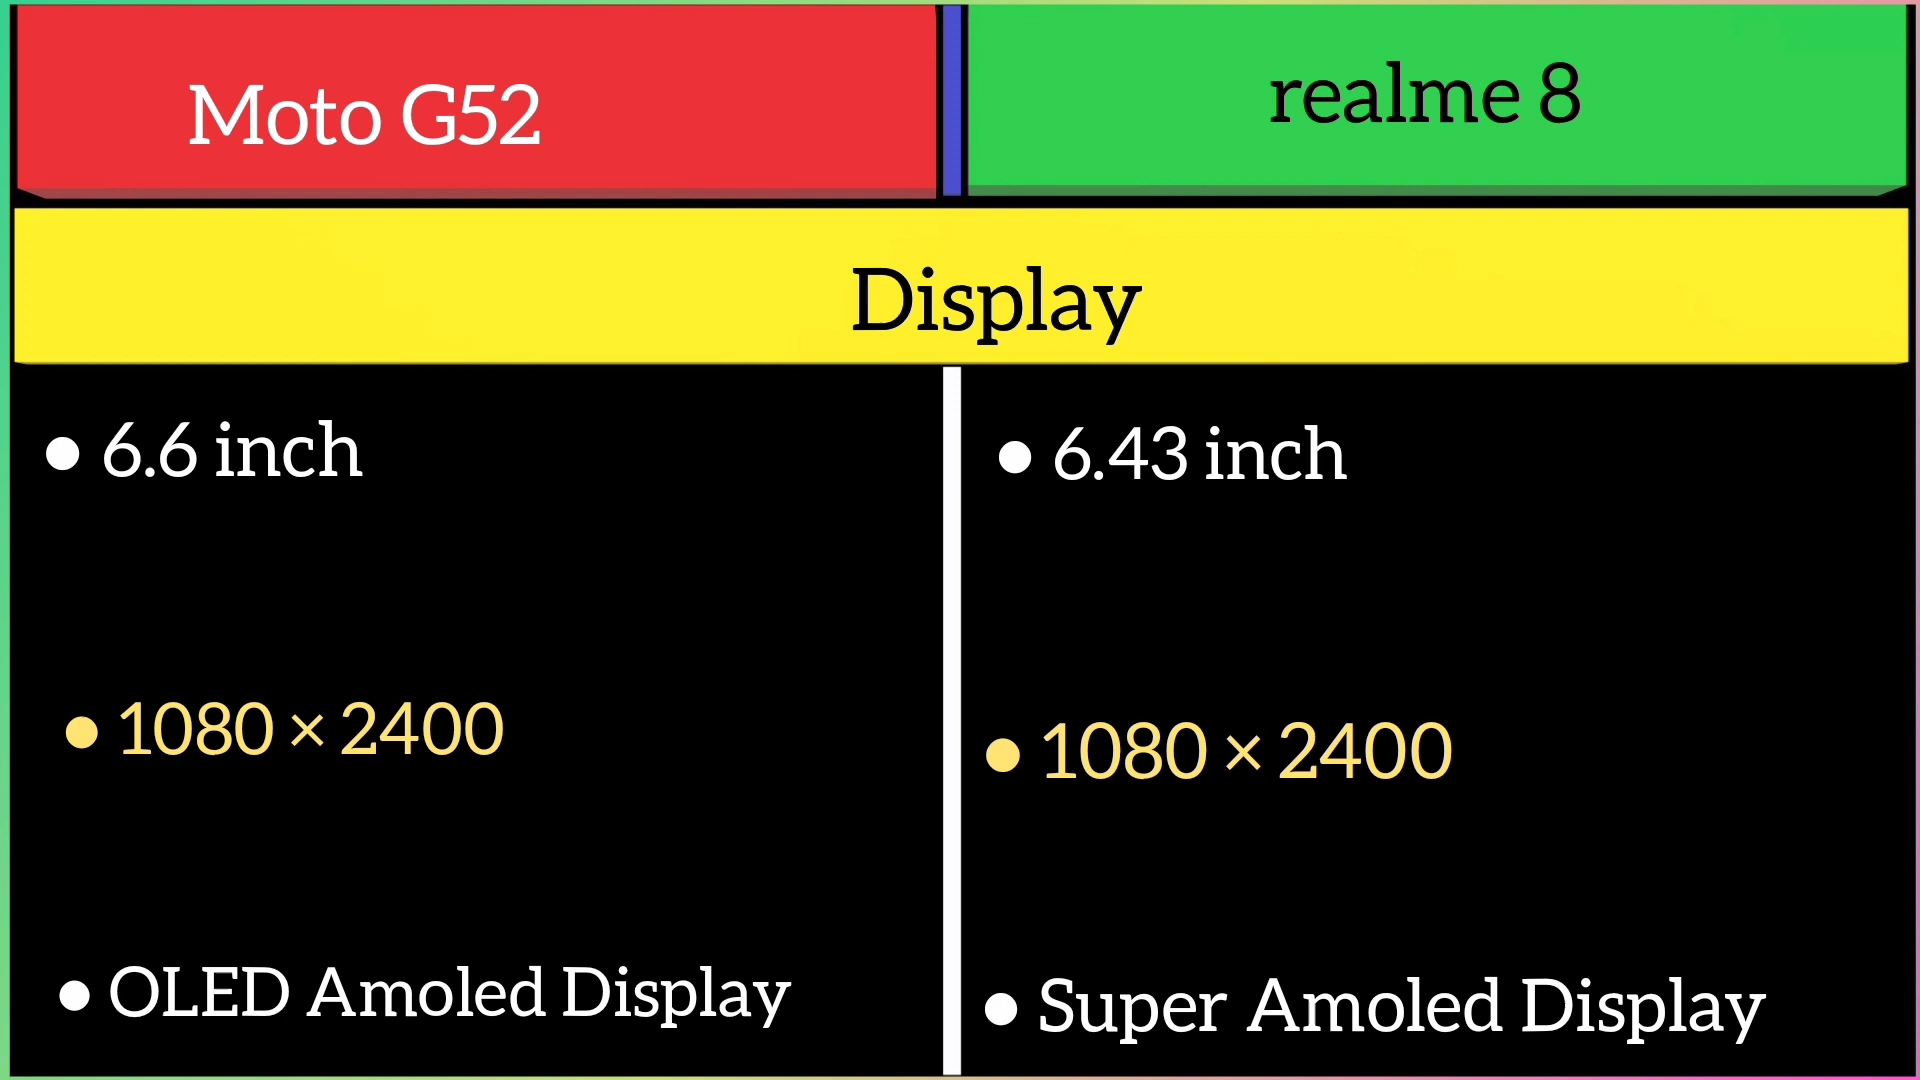 Moto G52
realme 8
Display
• 6.6 inch
• 6.43 inch
• 1080 × 2400
• 1080 × 2400
• OLED Amoled Display
• Super Amoled Display